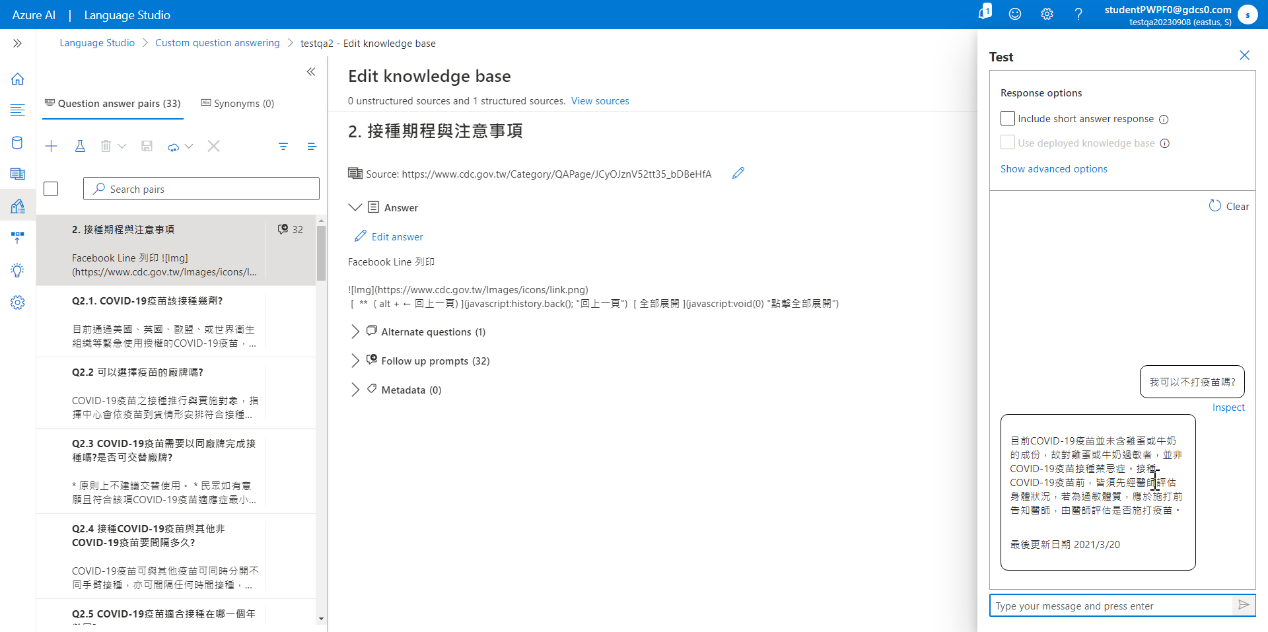 Azure AI | Language Studio
1
studentPWPF0@gdcs0.com
testqa20230908 (eastus, S)
s
Language Studio > Custom question answering > testqa2 - Edit knowledge base
Question answer pairs (33)
Synonyms (0)
Search pairs
2. 接種期程與注意事項
32
Facebook Line 列印 ![Img]
(https://www.cdc.gov.tw/Images/icons/l...
Q2.1. COVID-19疫苗該接種幾劑?
目前通過美國、英國、歐盟、或世界衛生
組織等緊急使用授權的COVID-19疫苗，...
Q2.2 可以選擇疫苗的廠牌嗎?
COVID-19疫苗之接種推行與實施對象，指
揮中心會依疫苗到貨情形安排符合接種...
Q2.3 COVID-19疫苗需要以同廠牌完成接
種嗎?是否可交替廠牌?
* 原則上不建議交替使用。 * 民眾如有意
願且符合該項COVID-19疫苗適應症最小...
Q2.4 接種COVID-19疫苗與其他非
COVID-19疫苗要間隔多久?
COVID-19疫苗可與其他疫苗可同時分開不
同手臂接種，亦可間隔任何時間接種，...
Q2.5 COVID-19疫苗適合接種在哪一個年
Edit knowledge base
0 unstructured sources and 1 structured sources. View sources
2. 接種期程與注意事項
Source: https://www.cdc.gov.tw/Category/QAPage/JCyOJznV52tt35_bDBeHfA
Answer
Edit answer
Facebook Line 列印
![Img](https://www.cdc.gov.tw/Images/icons/link.png)
[ ** ( alt + ← 回上一頁) ](javascript:history.back(); "回上一頁") [ 全部展開 ](javascript:void(0) "點擊全部展開")
Alternate questions (1)
Follow up prompts (32)
Metadata (0)
Test
Response options
Include short answer response
Use deployed knowledge base
Show advanced options
Clear
我可以不打疫苗嗎?
Inspect
目前COVID-19疫苗並未含雞蛋或牛奶
的成份，故對雞蛋或牛奶過敏者，並非
COVID-19疫苗接種禁忌症。接種
COVID-19疫苗前，皆須先經醫師評估
身體狀況，若為過敏體質，應於施打前
告知醫師，由醫師評估是否施打疫苗。
最後更新日期 2021/3/20
Type your message and press enter